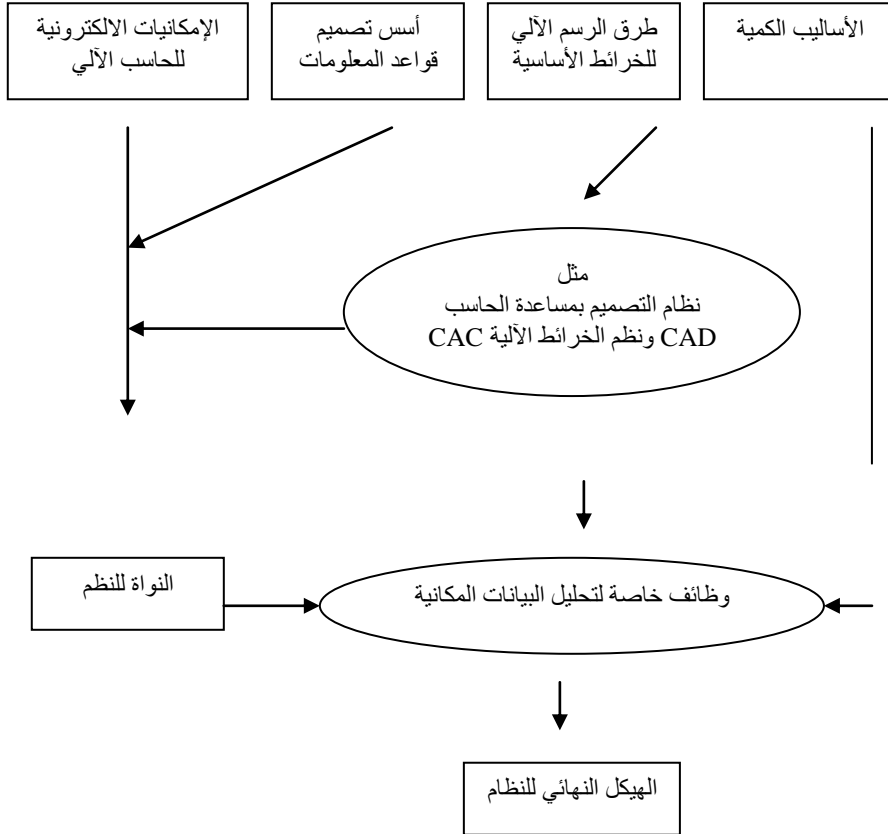 الأساليب الكمية
طرق الرسم الآلي
للخرائط الأساسية
أسس تصميم
قواعد المعلومات
الإمكانيات الالكترونية
للحاسب الآلي
مثل
نظام التصميم بمساعدة الحاسب
CAD ونظم الخرائط الآلية CAC
النواة للنظم
وظائف خاصة لتحليل البيانات المكانية
الهيكل النهائي للنظام